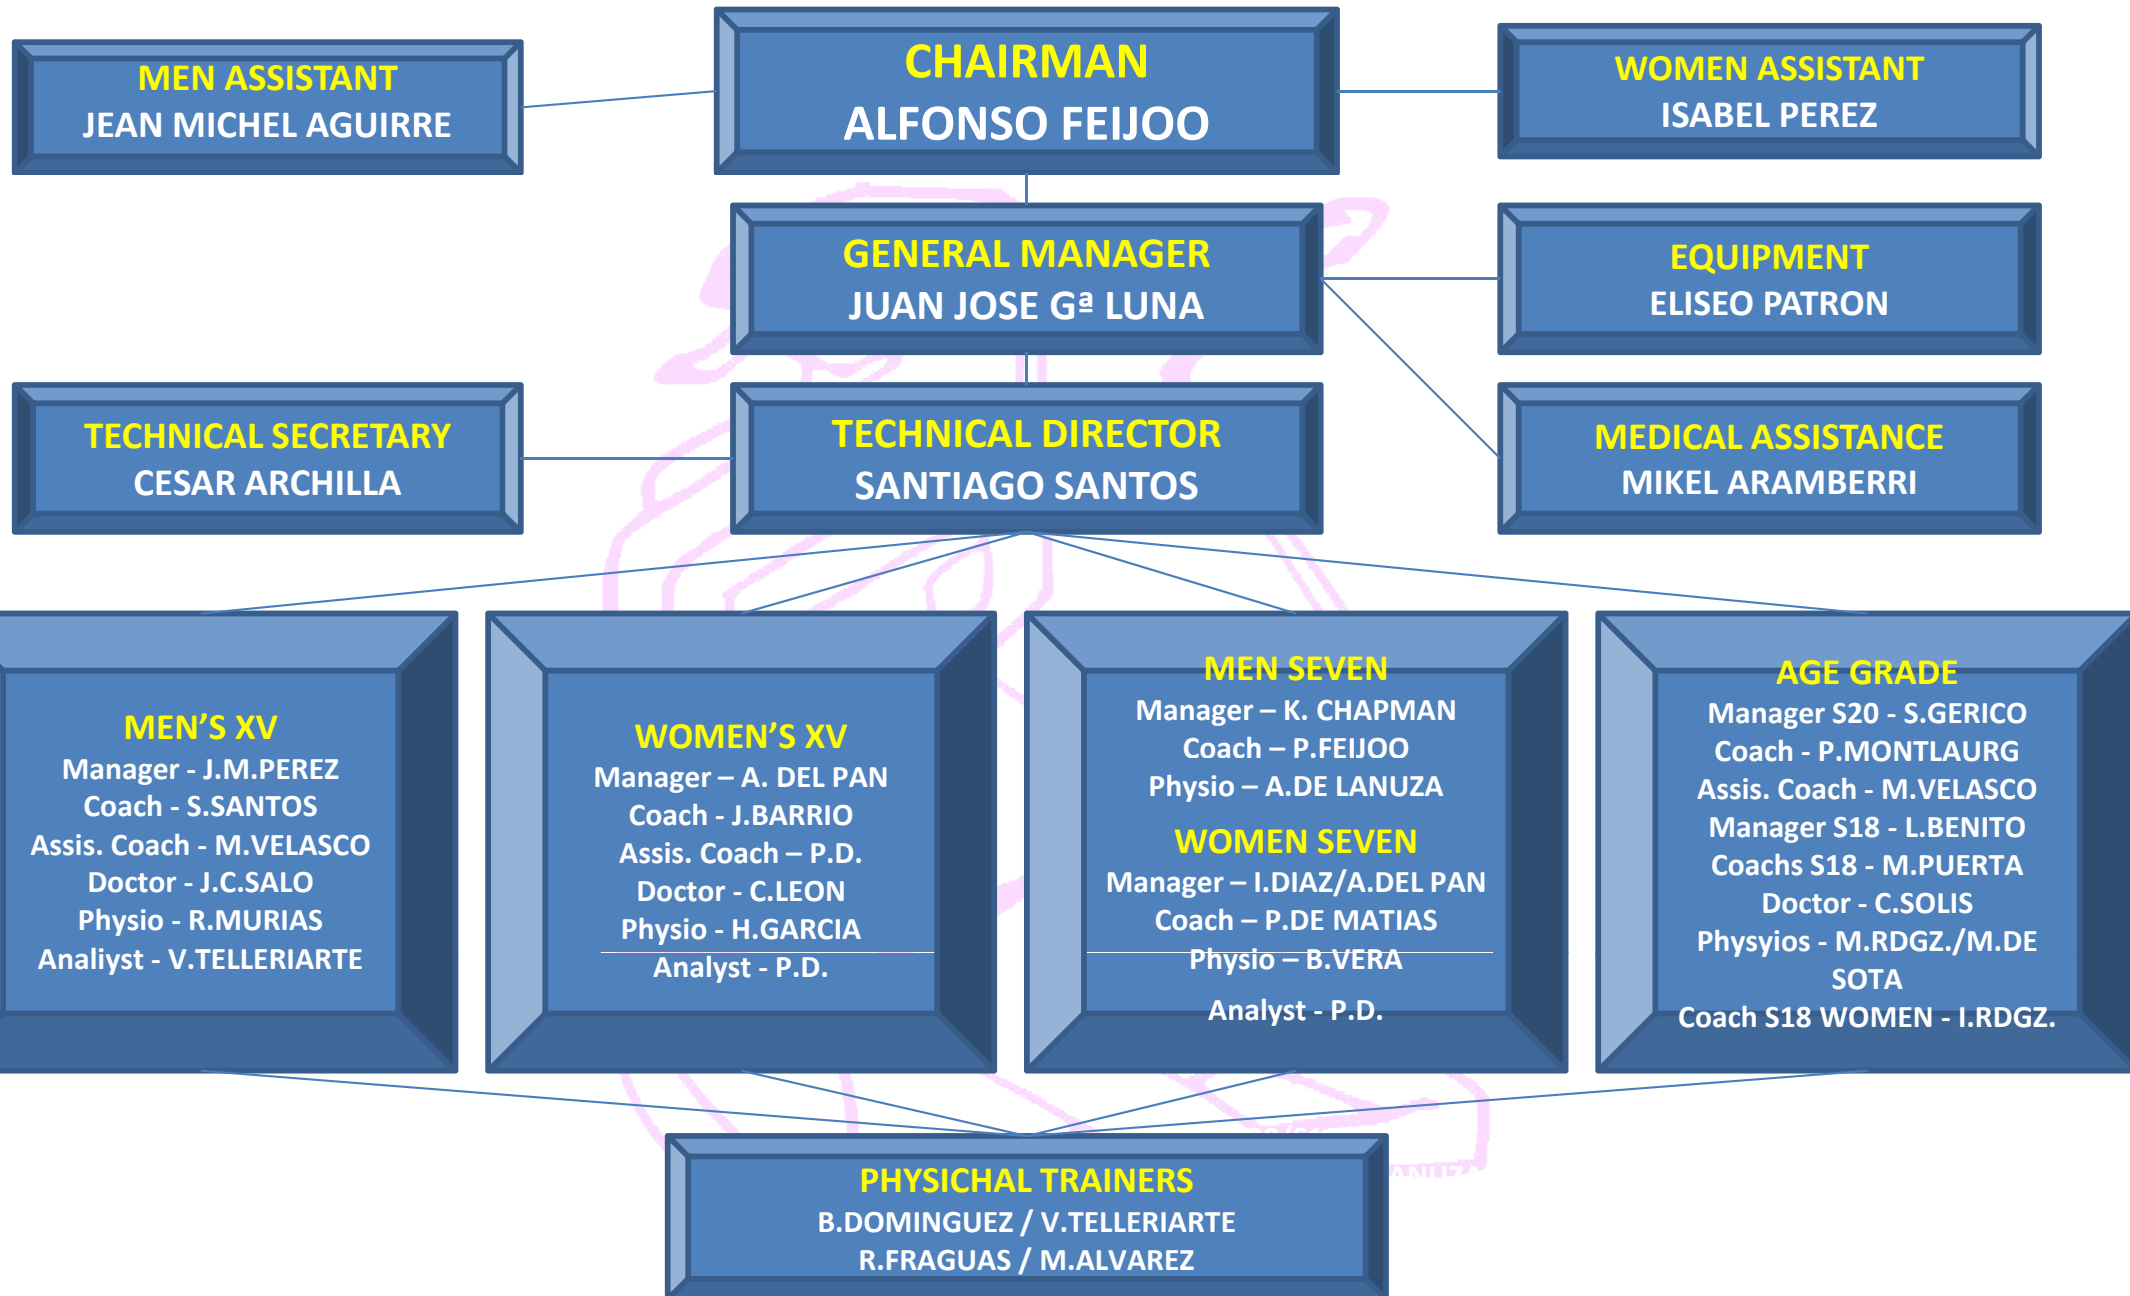 CHAIRMAN
ALFONSO FEIJOO
MEN ASSISTANT
JEAN MICHEL AGUIRRE
WOMEN ASSISTANT
ISABEL PEREZ
GENERAL MANAGER
JUAN JOSE Gª LUNA
EQUIPMENT
ELISEO PATRON
TECHNICAL SECRETARY
CESAR ARCHILLA
TECHNICAL DIRECTOR
SANTIAGO SANTOS
MEDICAL ASSISTANCE
MIKEL ARAMBERRI
MEN’S XV
Manager - J.M.PEREZ
Coach - S.SANTOS
Assis. Coach - M.VELASCO
Doctor - J.C.SALO
Physio - R.MURIAS
Analiyst - V.TELLERIARTE
WOMEN’S XV
Manager – A. DEL PAN
Coach - J.BARRIO
Assis. Coach – P.D.
Doctor - C.LEON
Physio - H.GARCIA
Analyst - P.D.
MEN SEVEN
Manager – K. CHAPMAN
Coach – P.FEIJOO
Physio – A.DE LANUZA
WOMEN SEVEN
Manager – I.DIAZ/A.DEL PAN
Coach – P.DE MATIAS
Physio – B.VERA
Analyst - P.D.
AGE GRADE
Manager S20 - S.GERICO
Coach - P.MONTLAURG
Assis. Coach - M.VELASCO
Manager S18 - L.BENITO
Coachs S18 - M.PUERTA
Doctor - C.SOLIS
Physyios - M.RDGZ./M.DE
SOTA
Coach S18 WOMEN - I.RDGZ.
PHYSICHAL TRAINERS
B.DOMINGUEZ / V.TELLERIARTE
R.FRAGUAS / M.ALVAREZ